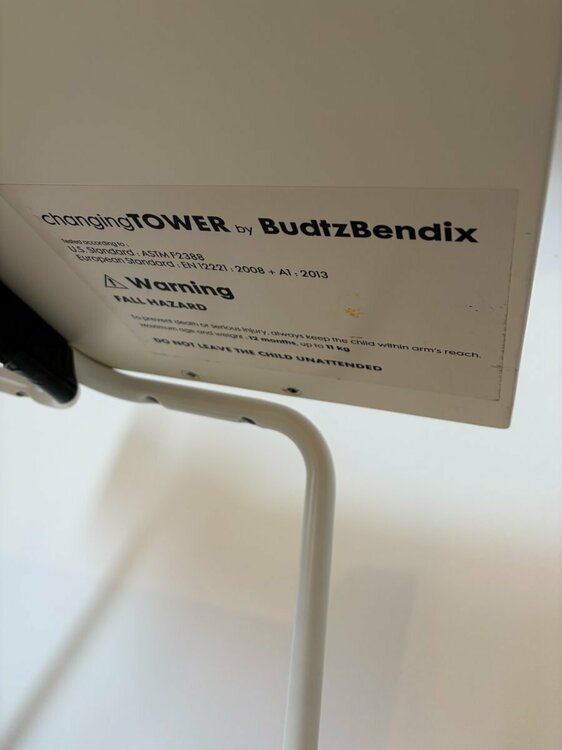 changingTOWER by BudtzBendix
Tested according to :
U.S. Standard : ASTM F2388
European Standard : EN 12221 : 2008 + A1 : 2013
Warning
FALL HAZARD
To prevent death or serious injury, always keep the child within arm's reach.
Maximum age and weight : 12 months, up to 11 kg
DO NOT LEAVE THE CHILD UNATTENDED